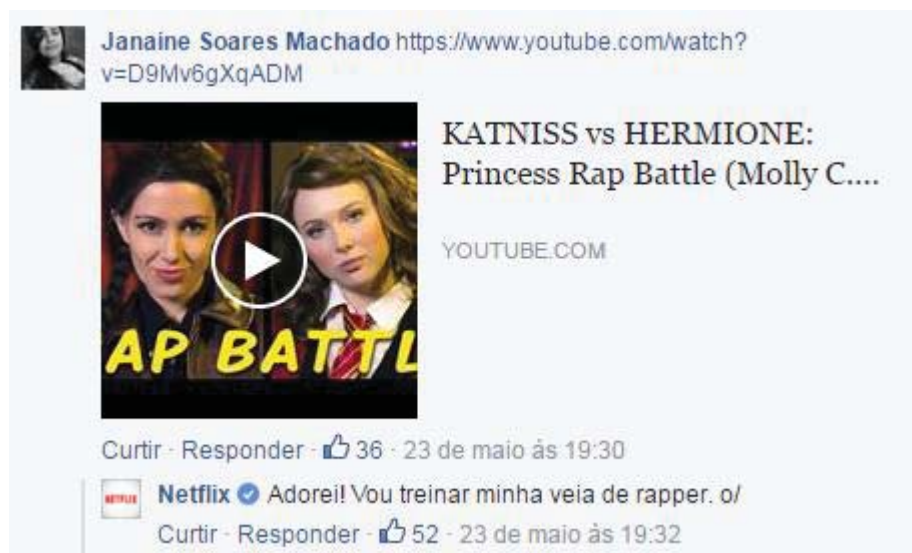 Janaine Soares Machado https://www.youtube.com/watch?
v=D9Mv6gXqADM
KATNISS vs HERMIONE:
Princess Rap Battle (Molly C....
YOUTUBE.COM
AP BATTL
Curtir · Responder · 36 · 23 de maio ás 19:30
NETFLIX
Netflix Adorei! Vou treinar minha veia de rapper. o/
Curtir · Responder · 52 · 23 de maio às 19:32